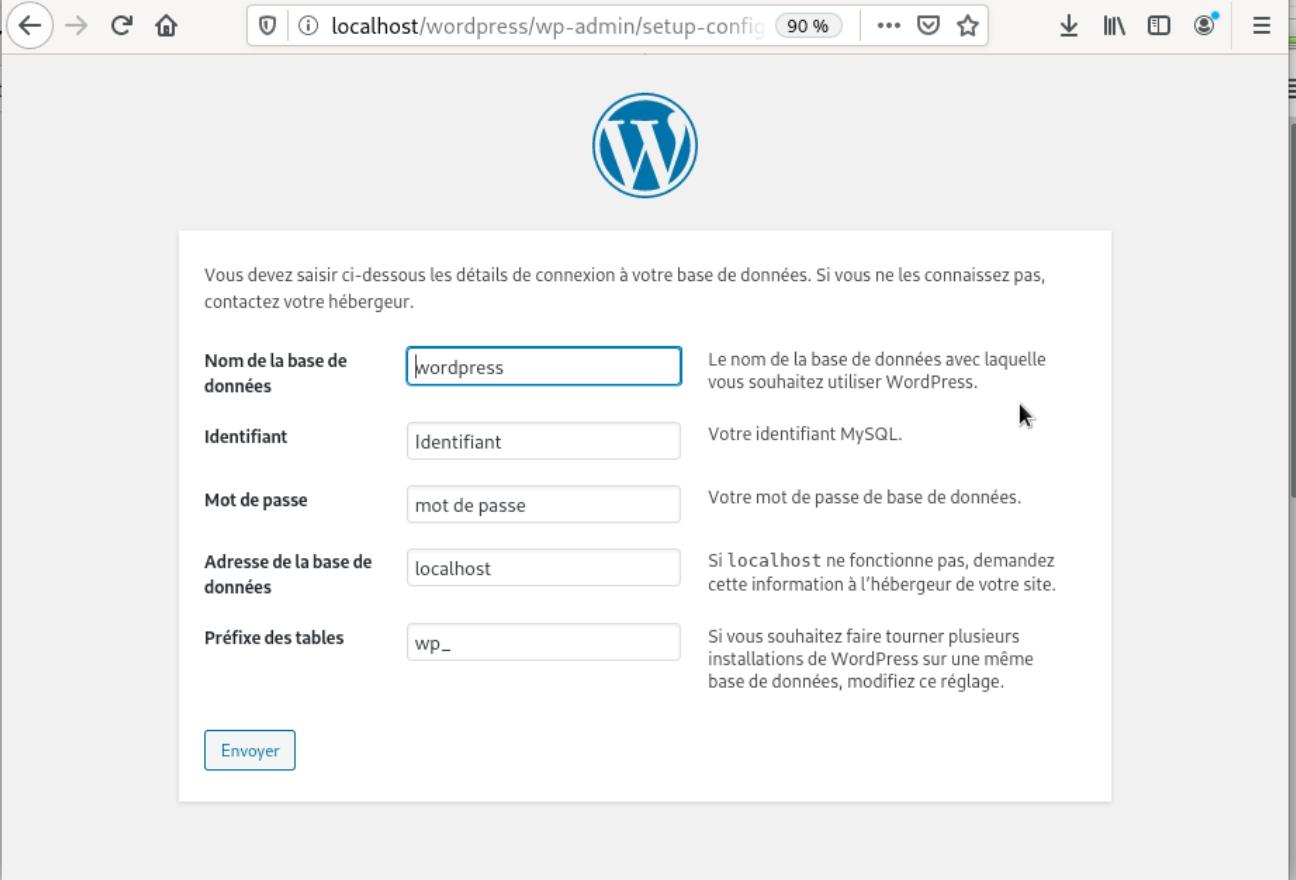 localhost/wordpress/wp-admin/setup-config
90 %
Vous devez saisir ci-dessous les détails de connexion à votre base de données. Si vous ne les connaissez pas,
contactez votre hébergeur.
Nom de la base de
données
wordpress
Le nom de la base de données avec laquelle
vous souhaitez utiliser WordPress.
Identifiant
Identifiant
Votre identifiant MySQL.
Mot de passe
mot de passe
Votre mot de passe de base de données.
Adresse de la base de
données
localhost
Si localhost ne fonctionne pas, demandez
cette information à l’hébergeur de votre site.
Préfixe des tables
wp_
Si vous souhaitez faire tourner plusieurs
installations de WordPress sur une même
base de données, modifiez ce réglage.
Envoyer